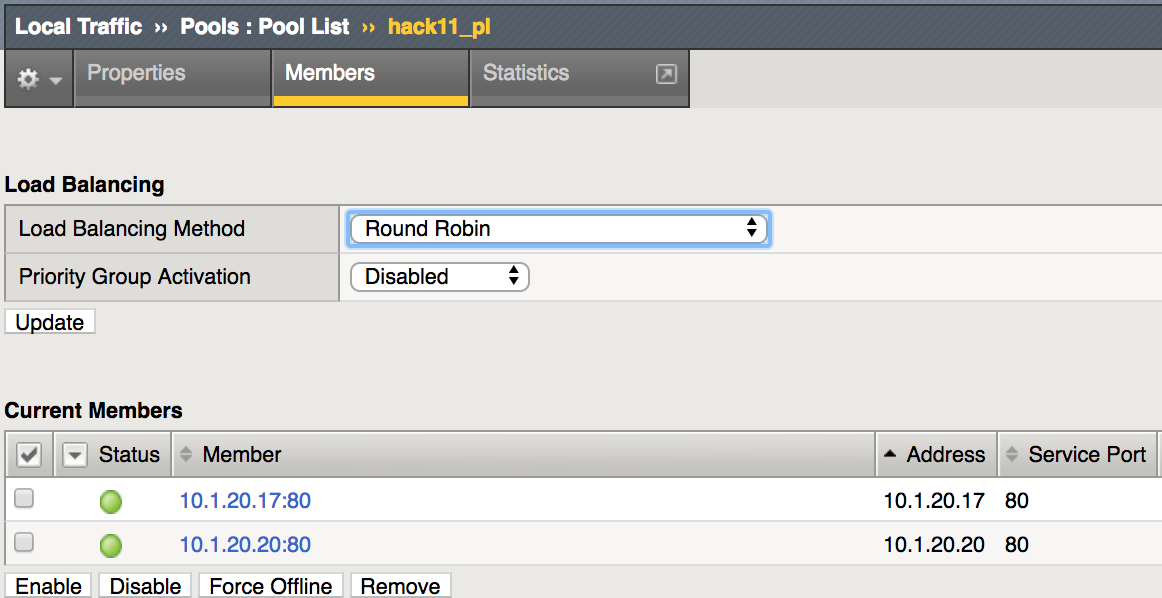 Local Traffic ›› Pools : Pool List ›› hack11_pl
Properties Members Statistics
Load Balancing
Load Balancing Method Round Robin
Priority Group Activation Disabled
Update
Current Members
Status Member Address Service Port
10.1.20.17:80 10.1.20.17 80
10.1.20.20:80 10.1.20.20 80
Enable Disable Force Offline Remove